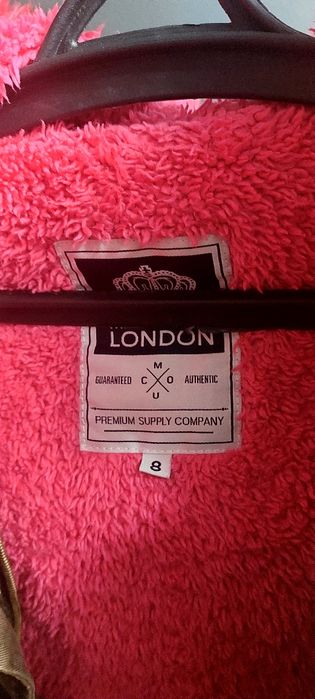 LONDON
M
GUARANTEED C O AUTHENTIC
U
PREMIUM SUPPLY COMPANY
8